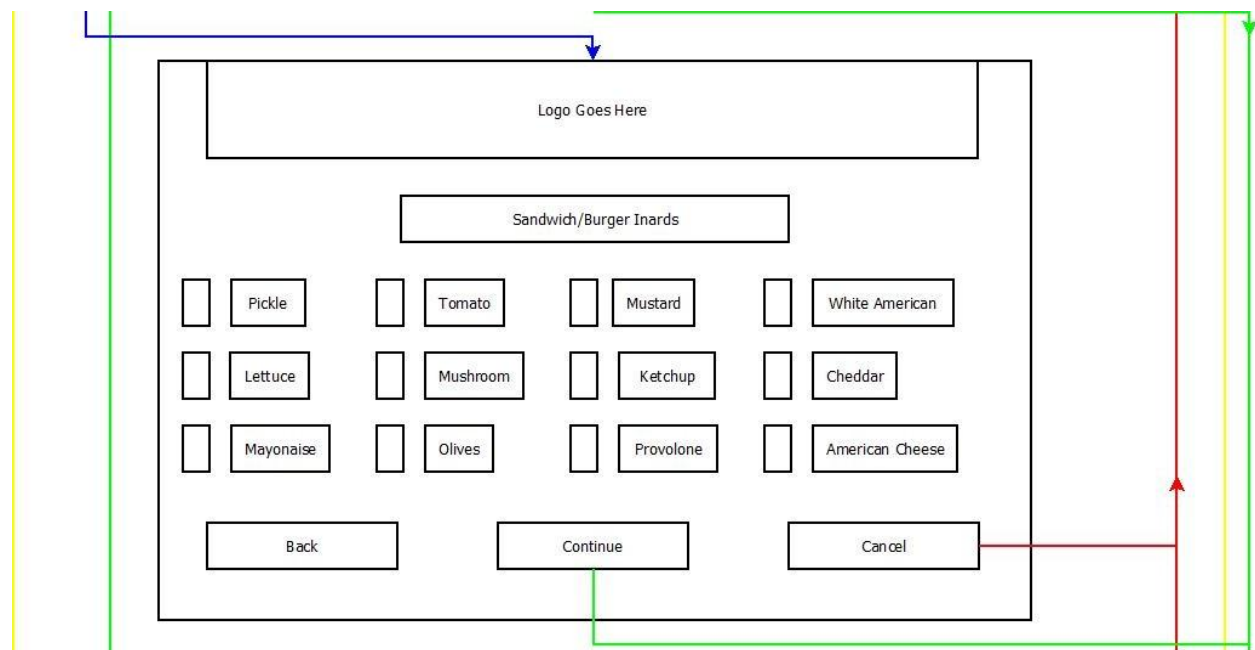 Logo Goes Here
Sandwich/Burger Inards
Pickle Tomato Mustard White American
Lettuce Mushroom Ketchup Cheddar
Mayonaise Olives Provolone American Cheese
Back Continue Cancel